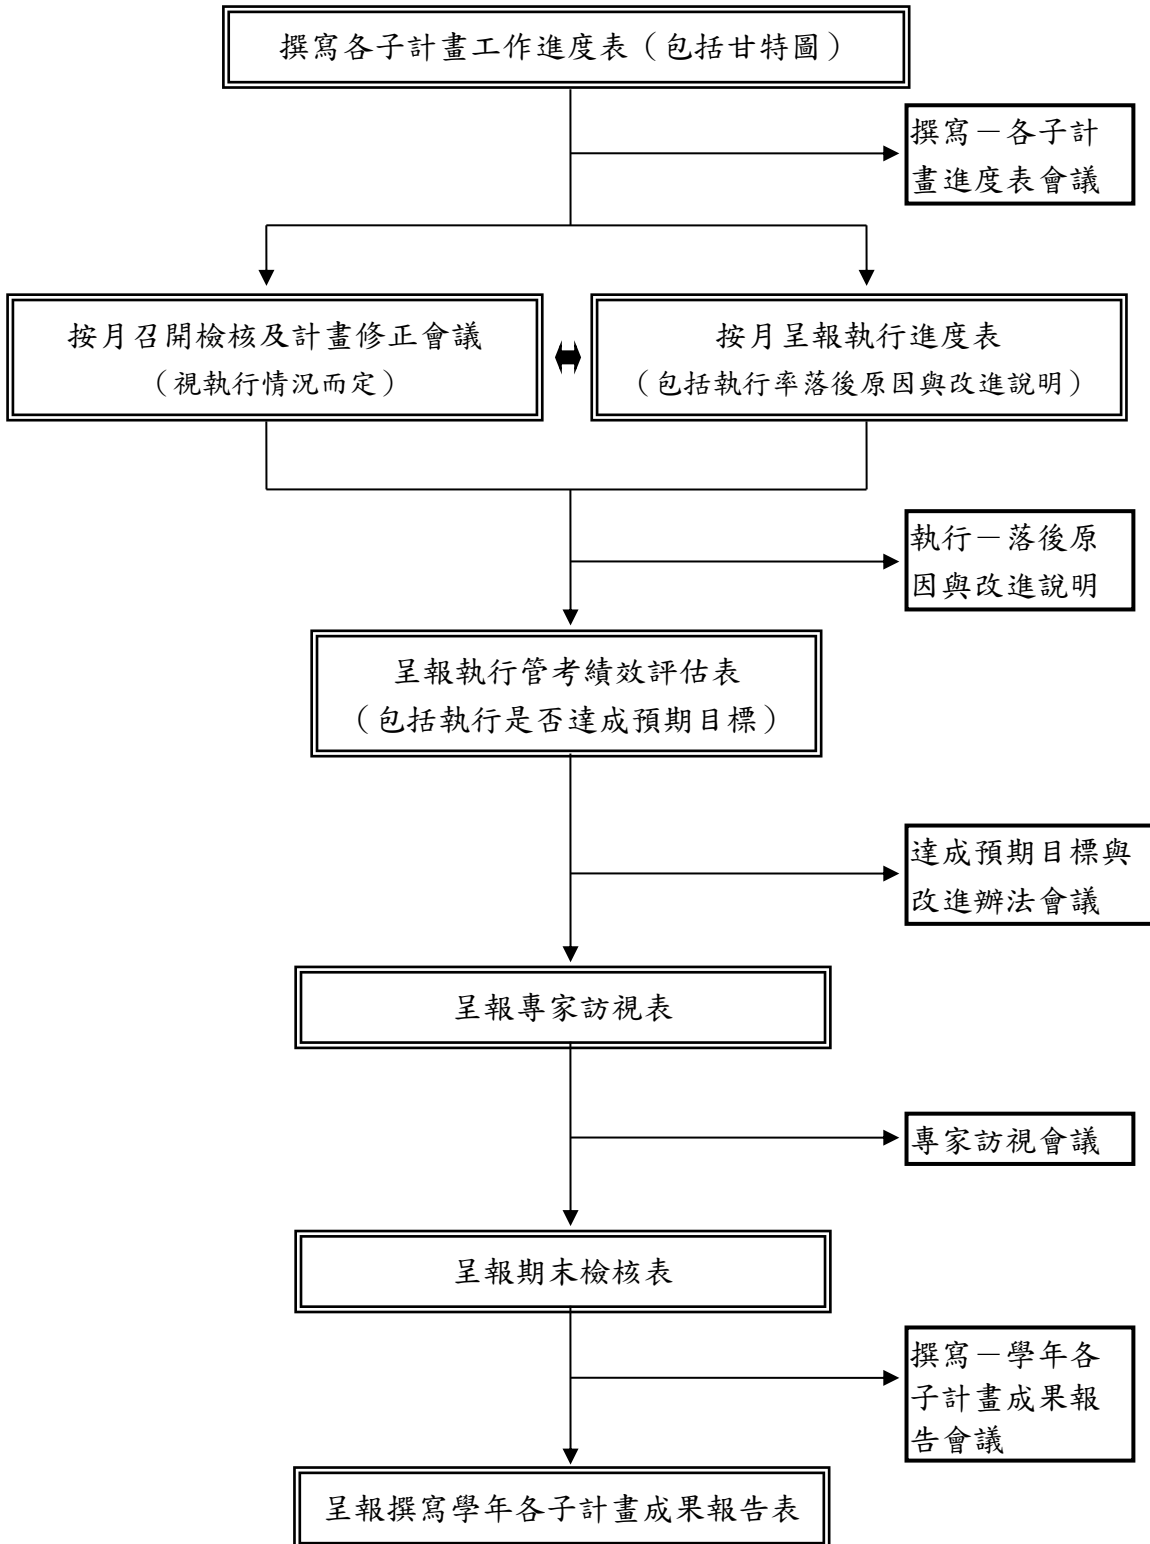 撰寫各子計畫工作進度表（包括甘特圖）
撰寫－各子計
畫進度表會議
按月召開檢核及計畫修正會議
（視執行情況而定）
按月呈報執行進度表
（包括執行率落後原因與改進說明）
執行－落後原
因與改進說明
呈報執行管考績效評估表
（包括執行是否達成預期目標）
達成預期目標與
改進辦法會議
呈報專家訪視表
專家訪視會議
呈報期末檢核表
撰寫－學年各
子計畫成果報
告會議
呈報撰寫學年各子計畫成果報告表